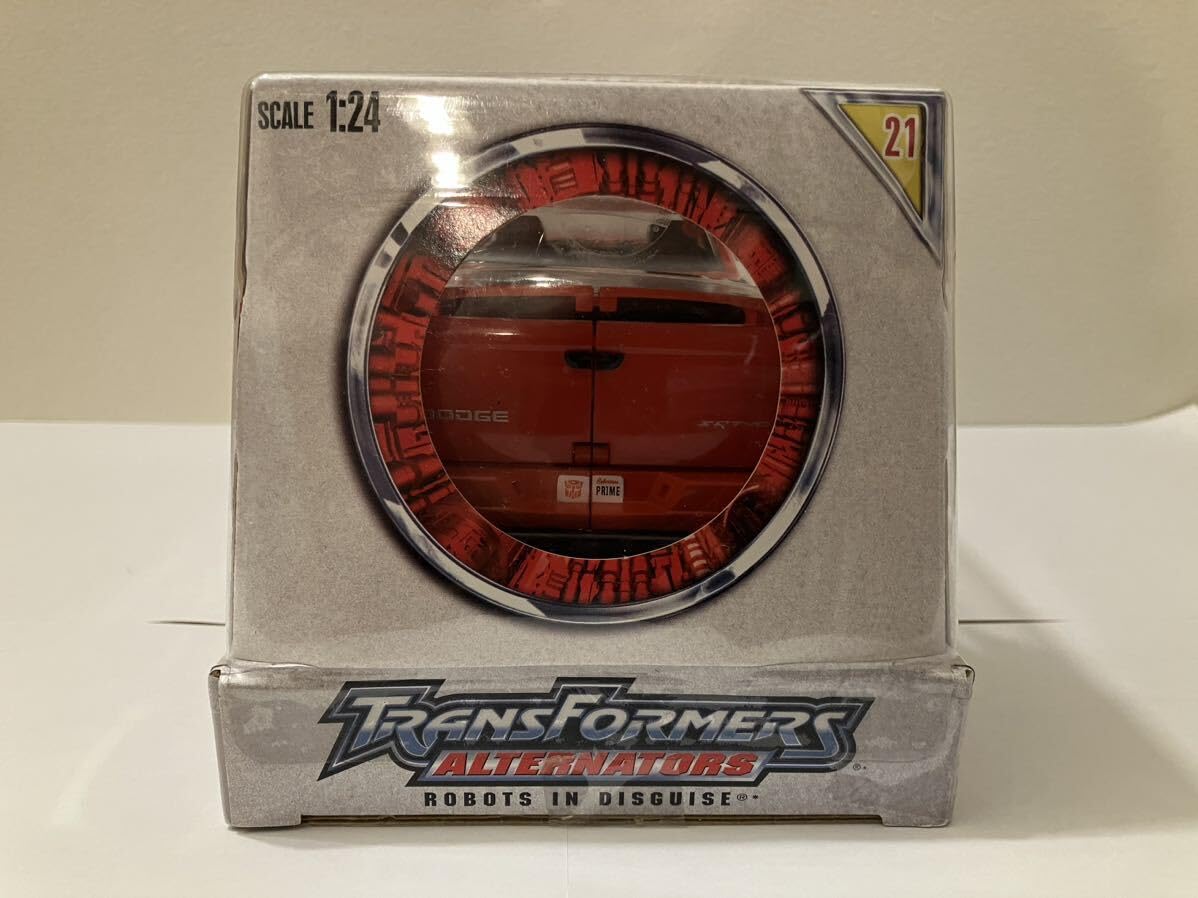 SCALE 1:24
21
DODGE
PRIME
TRANSFORMERS
ALTERNATORS
ROBOTS IN DISGUISE®*